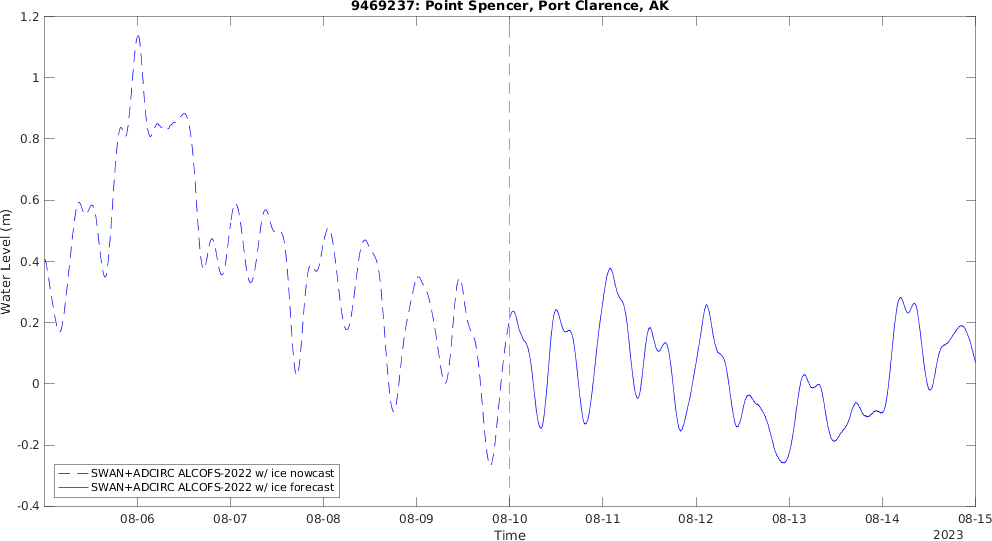 9469237: Point Spencer, Port Clarence, AK
1.2
1
0.8
0.6
0.4
0.2
0
-0.2
-0.4
Water Level (m)
SWAN+ADCIRC ALCOFS-2022 w/ ice nowcast
SWAN+ADCIRC ALCOFS-2022 w/ ice forecast
08-06 08-07 08-08 08-09 08-10 08-11 08-12 08-13 08-14 08-15
Time
2023